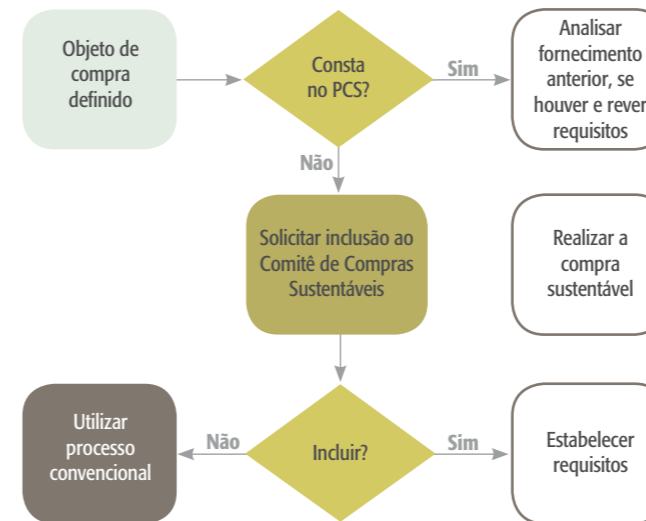 Objeto de
compra
definido
Consta
no PCS?
Sim
Analisar
fornecimento
anterior, se
houver e rever
requisitos
Não
Solicitar inclusão ao
Comitê de Compras
Sustentáveis
Realizar a
compra
sustentável
Utilizar
processo
convencional
Não
Incluir?
Sim
Estabelecer
requisitos